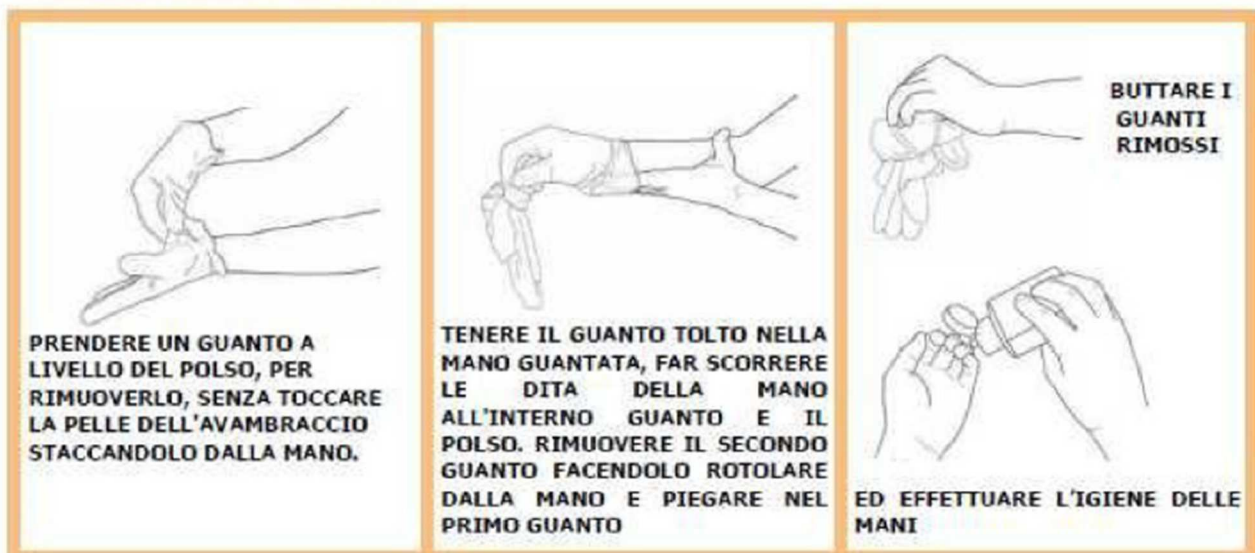 PRENDERE UN GUANTO A
LIVELLO DEL POLSO, PER
RIMUOVERLO, SENZA TOCCARE
LA PELLE DELL'AVAMBRACCIO
STACCANDOLO DALLA MANO.
TENERE IL GUANTO TOLTO NELLA
MANO GUANTATA, FAR SCORRERE
LE DITA DELLA MANO
ALL'INTERNO GUANTO E IL
POLSO. RIMUOVERE IL SECONDO
GUANTO FACENDOLO ROTOLARE
DALLA MANO E PIEGARE NEL
PRIMO GUANTO
BUTTARE I
GUANTI
RIMOSSI
ED EFFETTUARE L'IGIENE DELLE
MANI